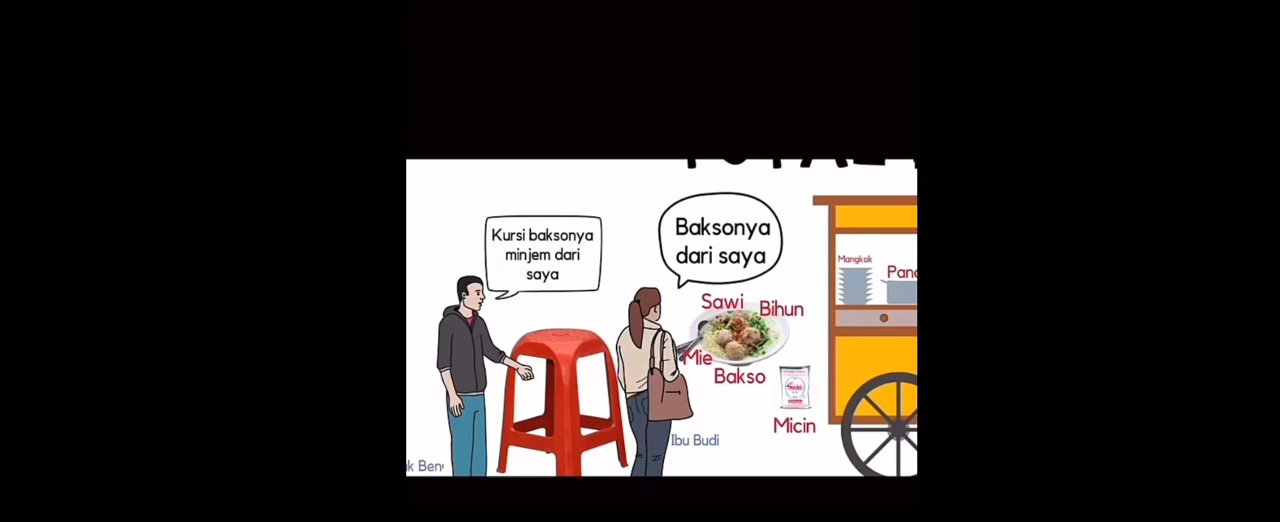 Kursi baksonya
minjem dari
saya
Baksonya
dari saya
Mangkok
Sawi
Bihun
Mie
Bakso
Micin
Ibu Budi